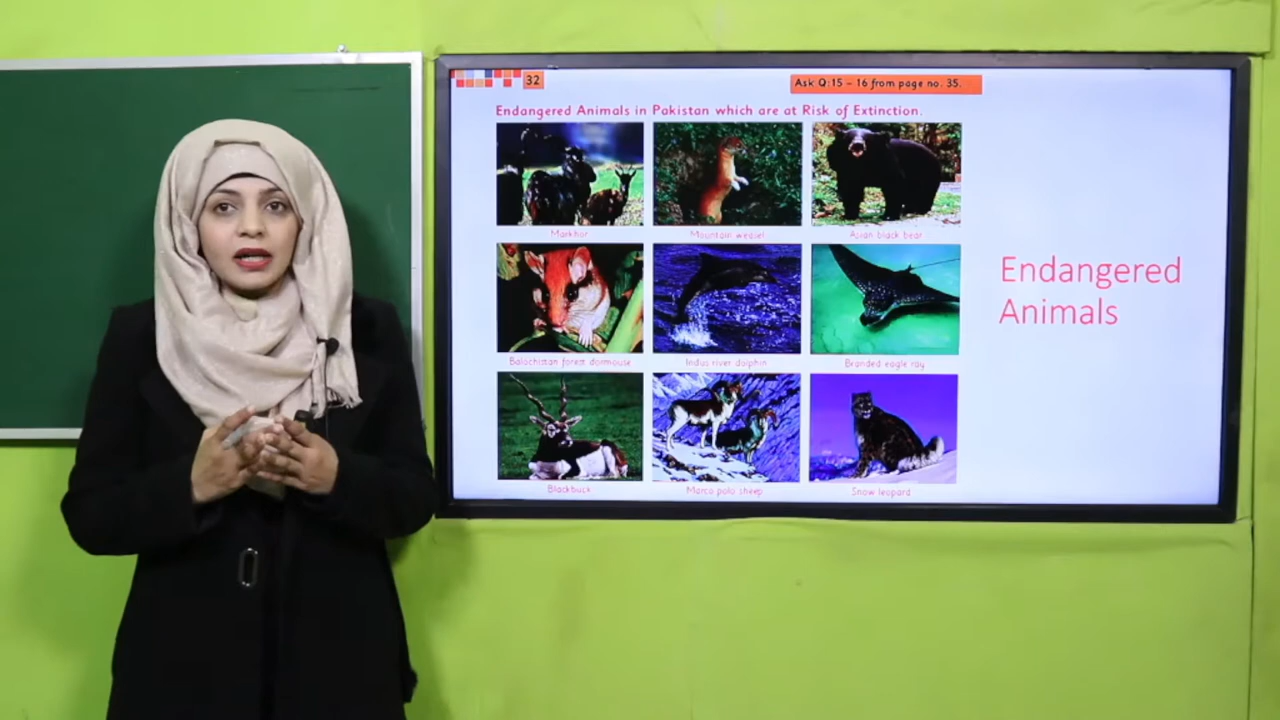 32
Ask Q:15 – 16 from page no. 35.
Endangered Animals in Pakistan which are at Risk of Extinction.
Markhor
Mountain weasel
Asian black bear
Balochistan forest dormouse
Indus river dolphin
Branded eagle ray
Endangered
Animals
Blackbuck
Marco polo sheep
Snow leopard